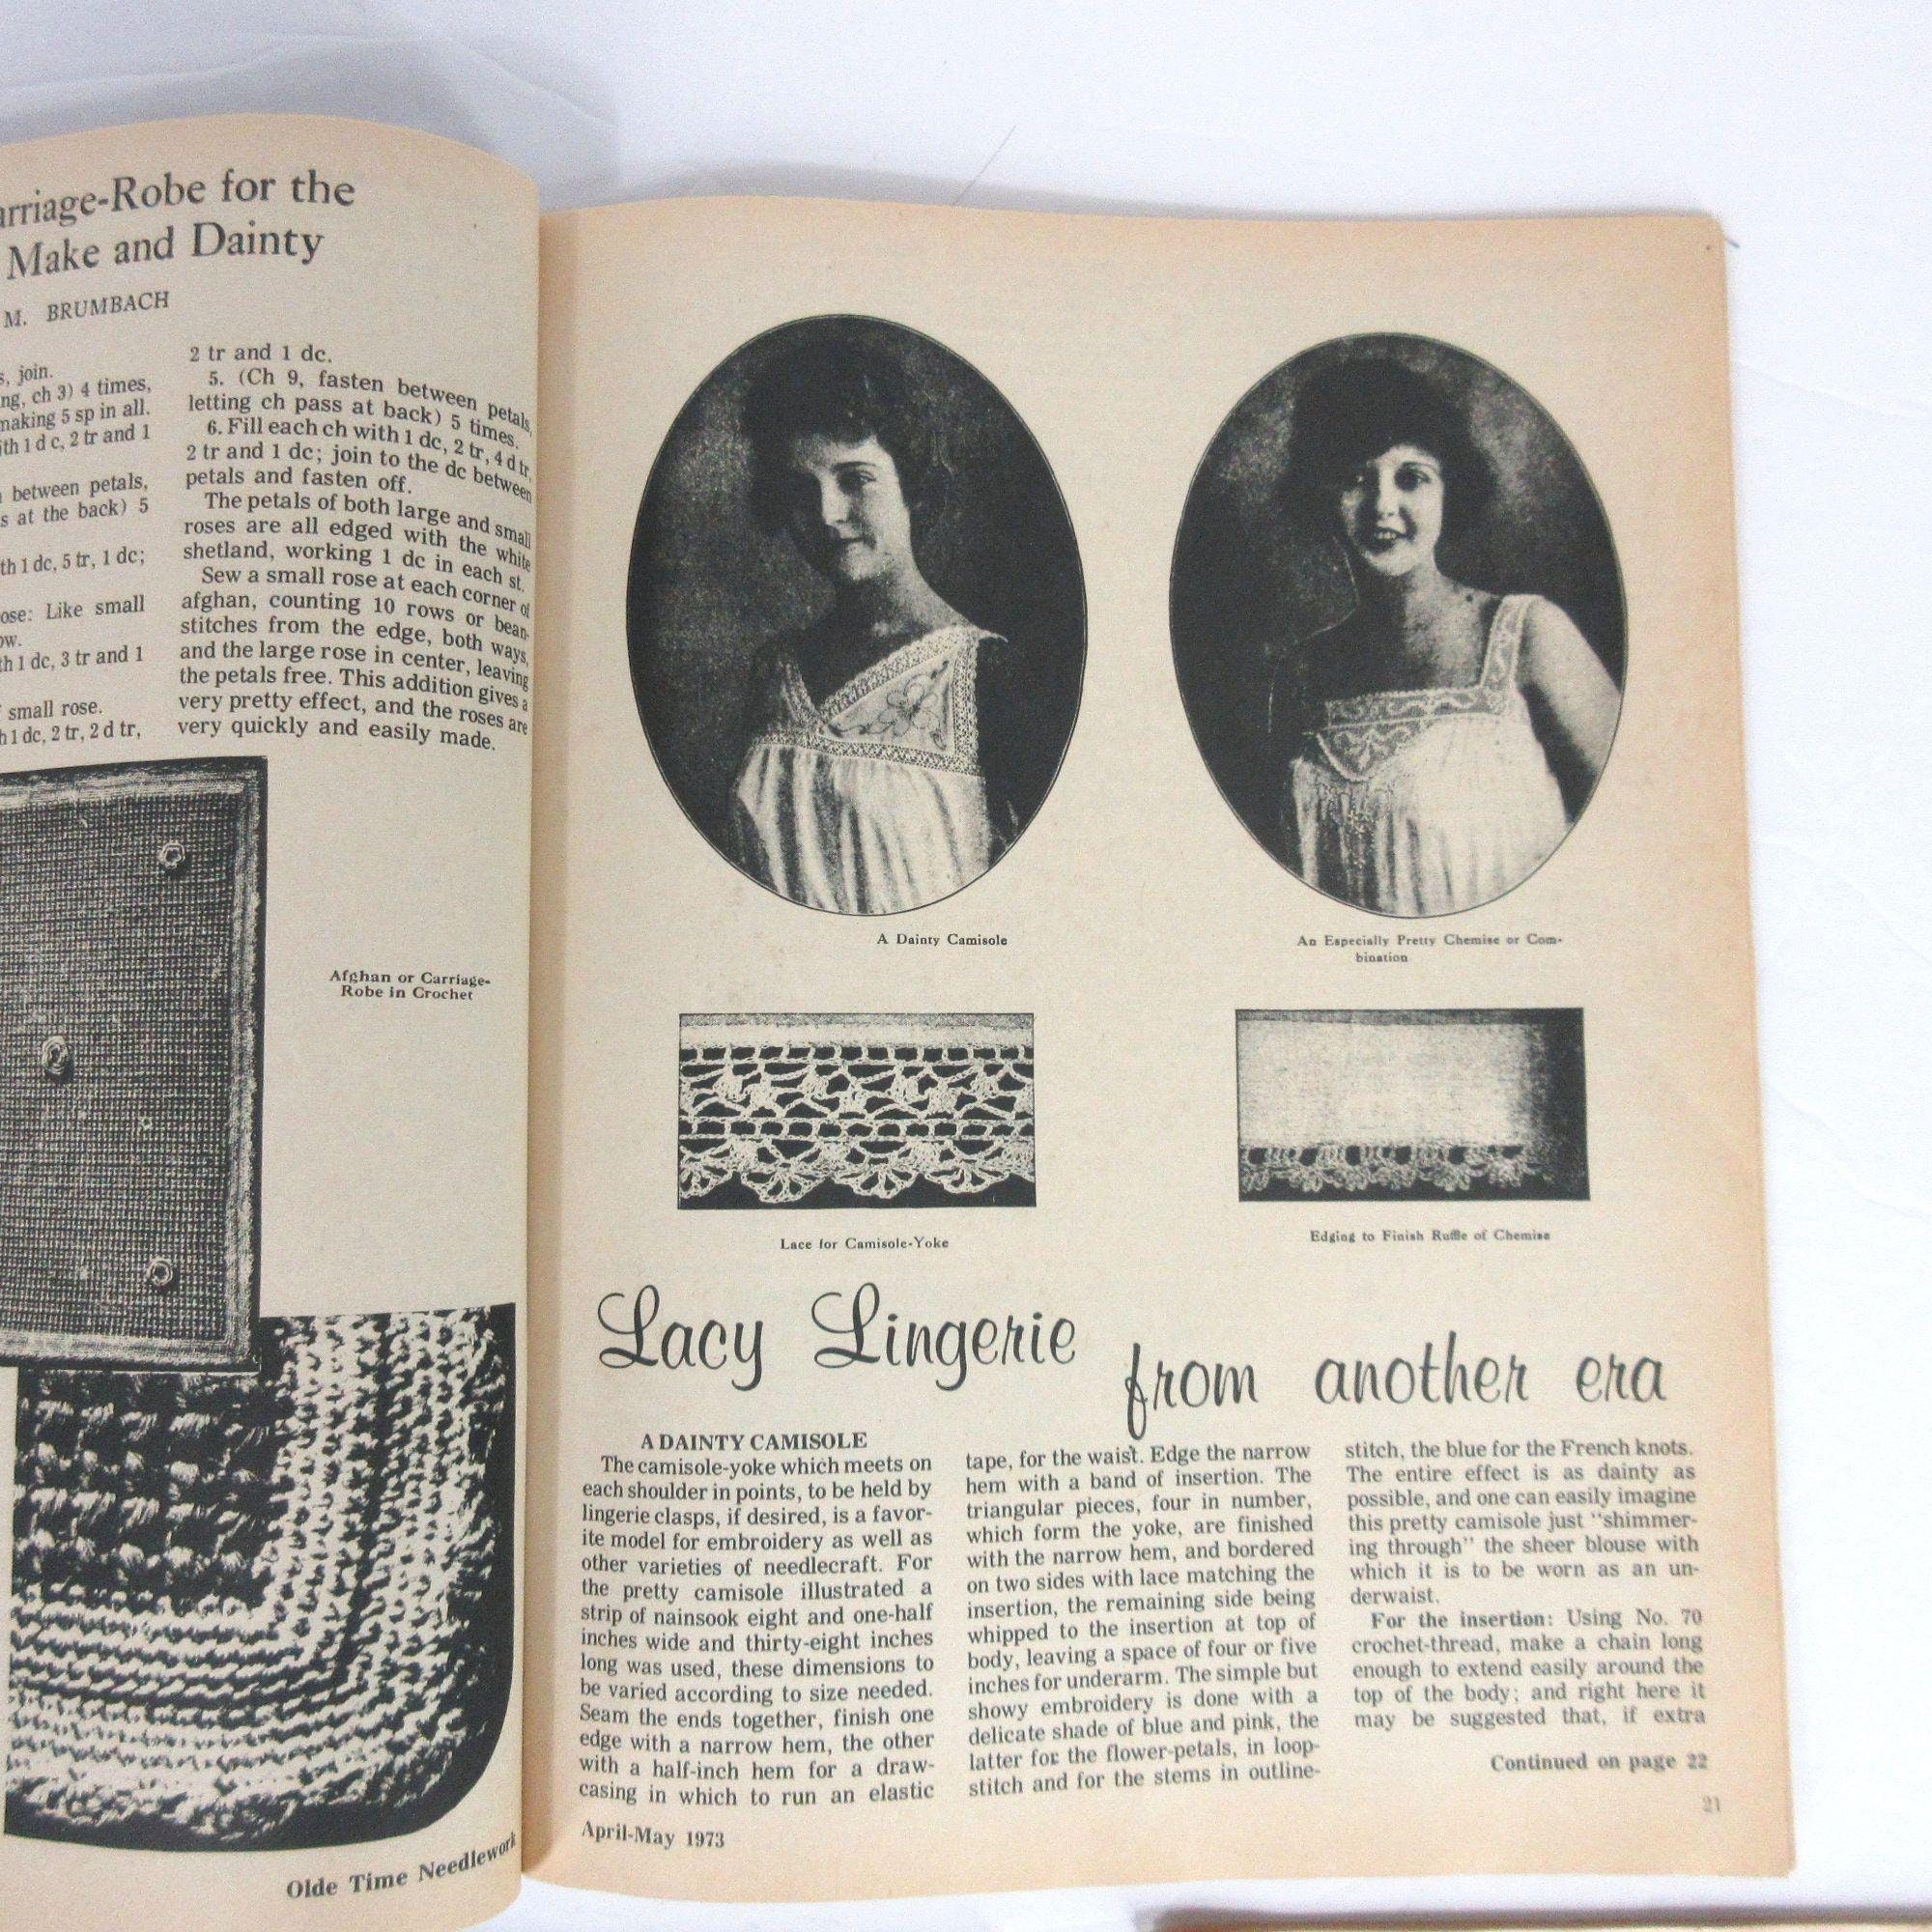 arriage-Robe for the
Make and Dainty
M. BRUMBACH
s, join.
ng, ch 3) 4 times,
making 5 sp in all.
ith 1 d c, 2 tr and 1
between petals,
s at the back) 5
th 1 dc, 5 tr, 1 dc;
ose: Like small
ow.
th 1 dc, 3 tr and 1
small rose.
h 1 dc, 2 tr, 2 d tr,
2 tr and 1 dc.
5. (Ch 9, fasten between petals,
letting ch pass at back) 5 times.
6. Fill each ch with 1 dc, 2 tr, 4 d tr,
2 tr and 1 dc; join to the dc between
petals and fasten off.
The petals of both large and small
roses are all edged with the white
shetland, working 1 dc in each st.
Sew a small rose at each corner of
afghan, counting 10 rows or bean-
stitches from the edge, both ways,
and the large rose in center, leaving
the petals free. This addition gives a
very pretty effect, and the roses are
very quickly and easily made.
Afghan or Carriage-
Robe in Crochet
Olde Time Needlework
A Dainty Camisole
An Especially Pretty Chemise or Com-
bination
Lace for Camisole-Yoke
Edging to Finish Ruffle of Chemise
Lacy Lingerie
from another era
A DAINTY CAMISOLE
The camisole-yoke which meets on
each shoulder in points, to be held by
lingerie clasps, if desired, is a favor-
ite model for embroidery as well as
other varieties of needlecraft. For
the pretty camisole illustrated a
strip of nainsook eight and one-half
inches wide and thirty-eight inches
long was used, these dimensions to
be varied according to size needed.
Seam the ends together, finish one
edge with a narrow hem, the other
with a half-inch hem for a draw-
casing in which to run an elastic
tape, for the waist. Edge the narrow
hem with a band of insertion. The
triangular pieces, four in number,
which form the yoke, are finished
with the narrow hem, and bordered
on two sides with lace matching the
insertion, the remaining side being
whipped to the insertion at top of
body, leaving a space of four or five
inches for underarm. The simple but
showy embroidery is done with a
delicate shade of blue and pink, the
latter for the flower-petals, in loop-
stitch and for the stems in outline-
stitch, the blue for the French knots.
The entire effect is as dainty as
possible, and one can easily imagine
this pretty camisole just "shimmer-
ing through" the sheer blouse with
which it is to be worn as an un-
derwaist.
For the insertion: Using No. 70
crochet-thread, make a chain long
enough to extend easily around the
top of the body; and right here it
may be suggested that, if extra
Continued on page 22
April-May 1973
21